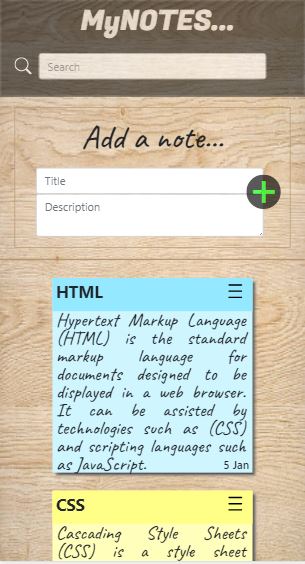 MyNOTES...
Search
Add a note...
Title
Description
HTML
Hypertext Markup Language
(HTML) is the standard
markup language for
documents designed to be
displayed in a web browser.
It can be assisted by
technologies such as (CSS)
and scripting languages such
as JavaScript.
5 Jan
CSS
Cascading Style Sheets
(CSS) is a style sheet